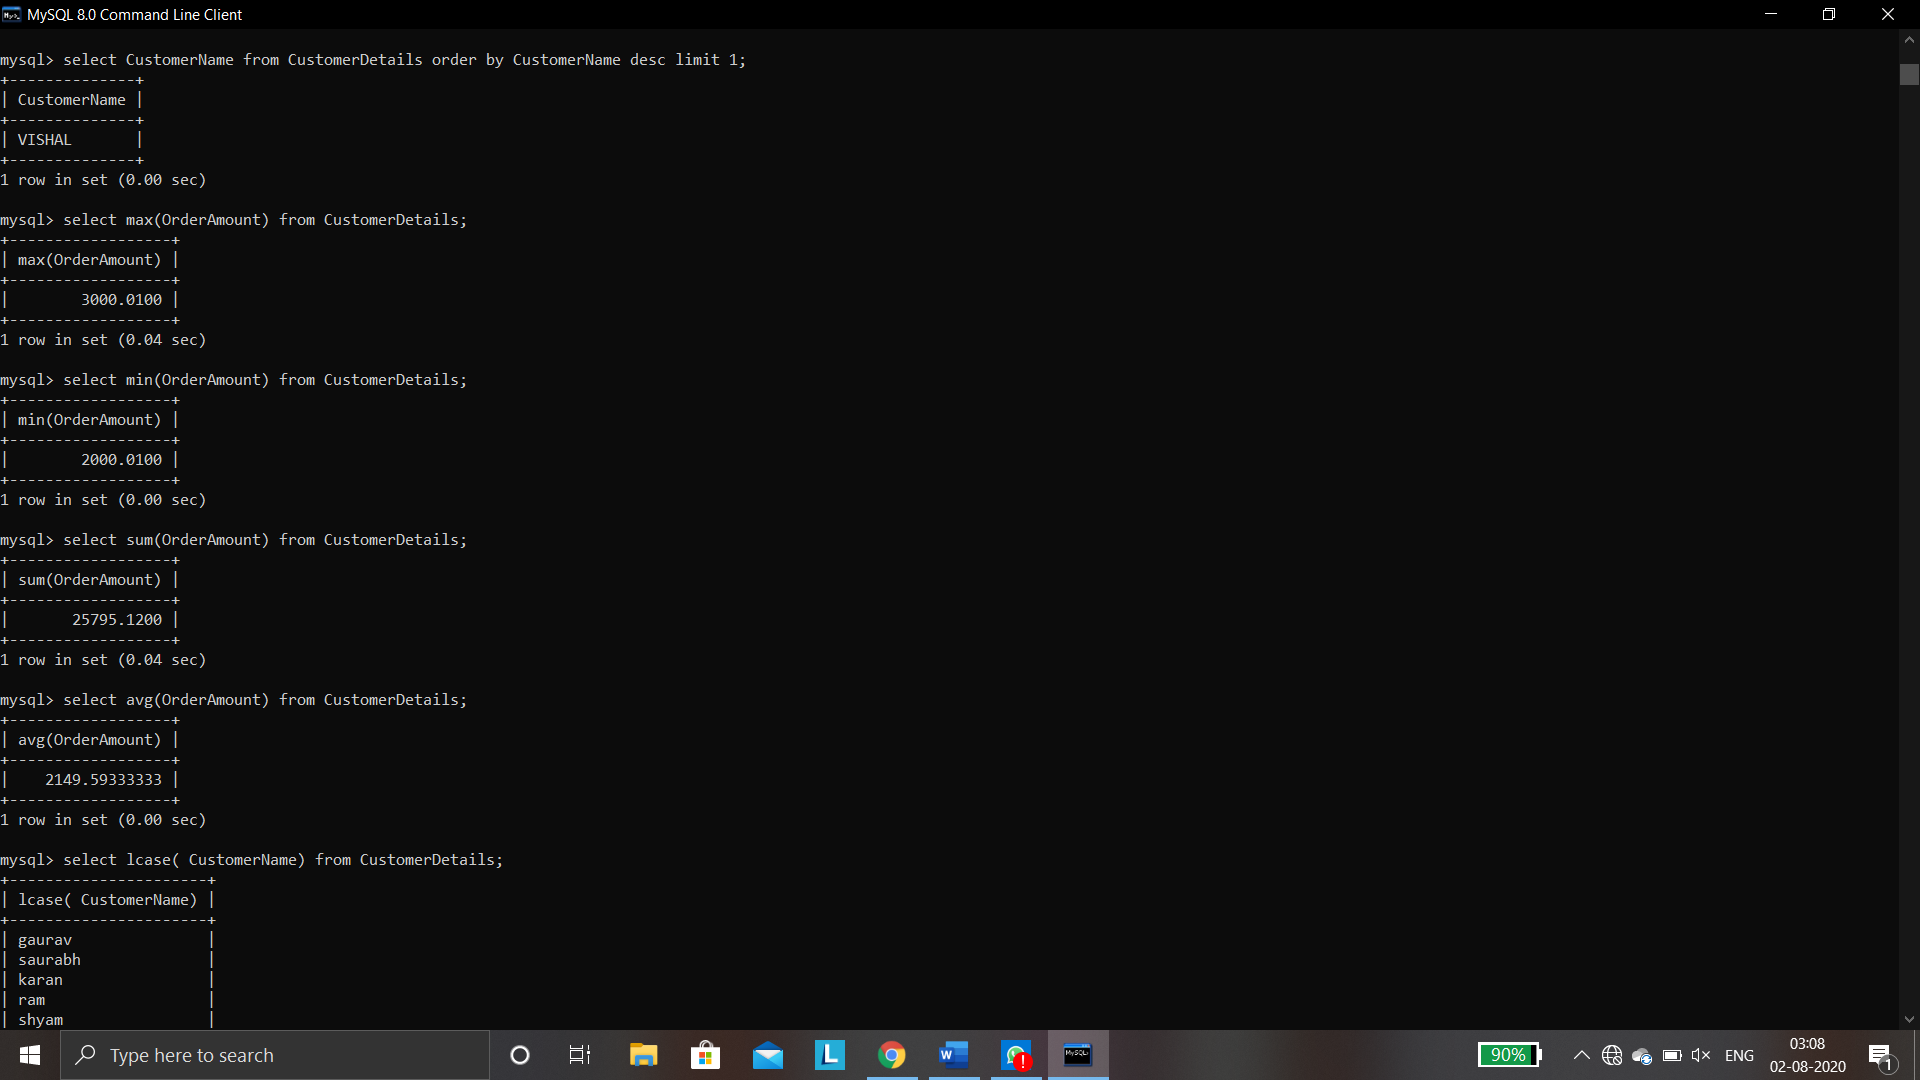 MySQL 8.0 Command Line Client
mysql> select CustomerName from CustomerDetails order by CustomerName desc limit 1;
+--------------+
| CustomerName |
+--------------+
| VISHAL       |
+--------------+
1 row in set (0.00 sec)
mysql> select max(OrderAmount) from CustomerDetails;
+------------------+
| max(OrderAmount) |
+------------------+
|        3000.0100 |
+------------------+
1 row in set (0.04 sec)
mysql> select min(OrderAmount) from CustomerDetails;
+------------------+
| min(OrderAmount) |
+------------------+
|        2000.0100 |
+------------------+
1 row in set (0.00 sec)
mysql> select sum(OrderAmount) from CustomerDetails;
+------------------+
| sum(OrderAmount) |
+------------------+
|       25795.1200 |
+------------------+
1 row in set (0.04 sec)
mysql> select avg(OrderAmount) from CustomerDetails;
+------------------+
| avg(OrderAmount) |
+------------------+
|    2149.59333333 |
+------------------+
1 row in set (0.00 sec)
mysql> select lcase( CustomerName) from CustomerDetails;
+----------------------+
| lcase( CustomerName) |
+----------------------+
| gaurav               |
| saurabh              |
| karan                |
| ram                  |
| shyam                |
Type here to search
L
W
!
MySQL
90%
ENG
03:08
02-08-2020
1